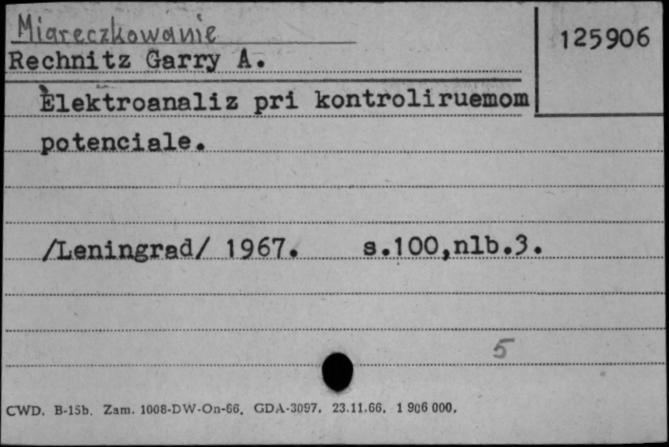 Miareczkowanie
125906
Rechnitz Garry A.
Èlektroanaliz pri kontroliruemom
potenciale.
/Leningrad/ 1967. s.100,nlb.3.
5
CWD. B-15b. Zam. 1008-DW-On-66. GDA-3097. 23.11.66. 1 906 000.